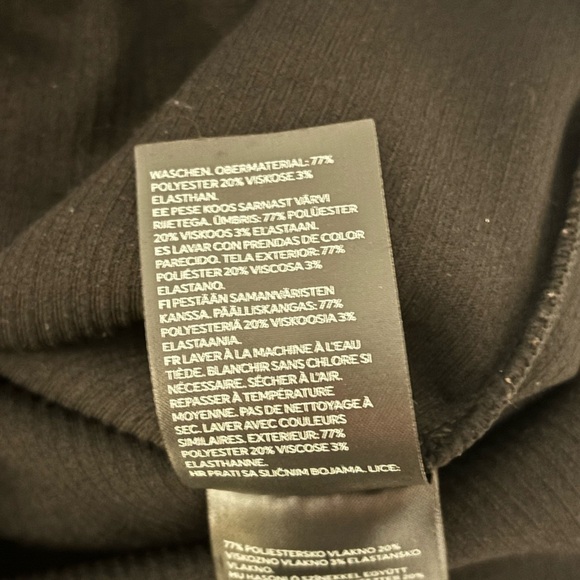 WASCHEN. OBERMATERIAL: 77%
POLYESTER 20% VISKOSE 3%
ELASTHAN.
EE PESE KOOS SARNAST VÄRVI
RIIETEGA. ÜMBRIS: 77% POLÜESTER
20% VISKOOS 3% ELASTAAN.
ES LAVAR CON PRENDAS DE COLOR
PARECIDO. TELA EXTERIOR: 77%
POLIÉSTER 20% VISCOSA 3%
ELASTANO.
FI PESTÄÄN SAMANVÄRISTEN
KANSSA. PÄÄLLISKANGAS: 77%
POLYESTERIÄ 20% VISKOOSIA 3%
ELASTAANIA.
FR LAVER À LA MACHINE À L'EAU
TIÈDE. BLANCHIR SANS CHLORE SI
NÉCESSAIRE. SÉCHER À L'AIR.
REPASSER À TEMPÉRATURE
MOYENNE. PAS DE NETTOYAGE À
SEC. LAVER AVEC COULEURS
SIMILAIRES. EXTERIEUR: 77%
POLYESTER 20% VISCOSE 3%
ELASTHANNE.
HR PRATI SA SLIČNIM BOJAMA. LICE:
77% POLIESTERSKO VLAKNO 20%
VISKOZNO VLAKNO 3% ELASTANSKO
VLAKNO.
HU HASONLÓ SZÍNEKKEL EGYÜTT